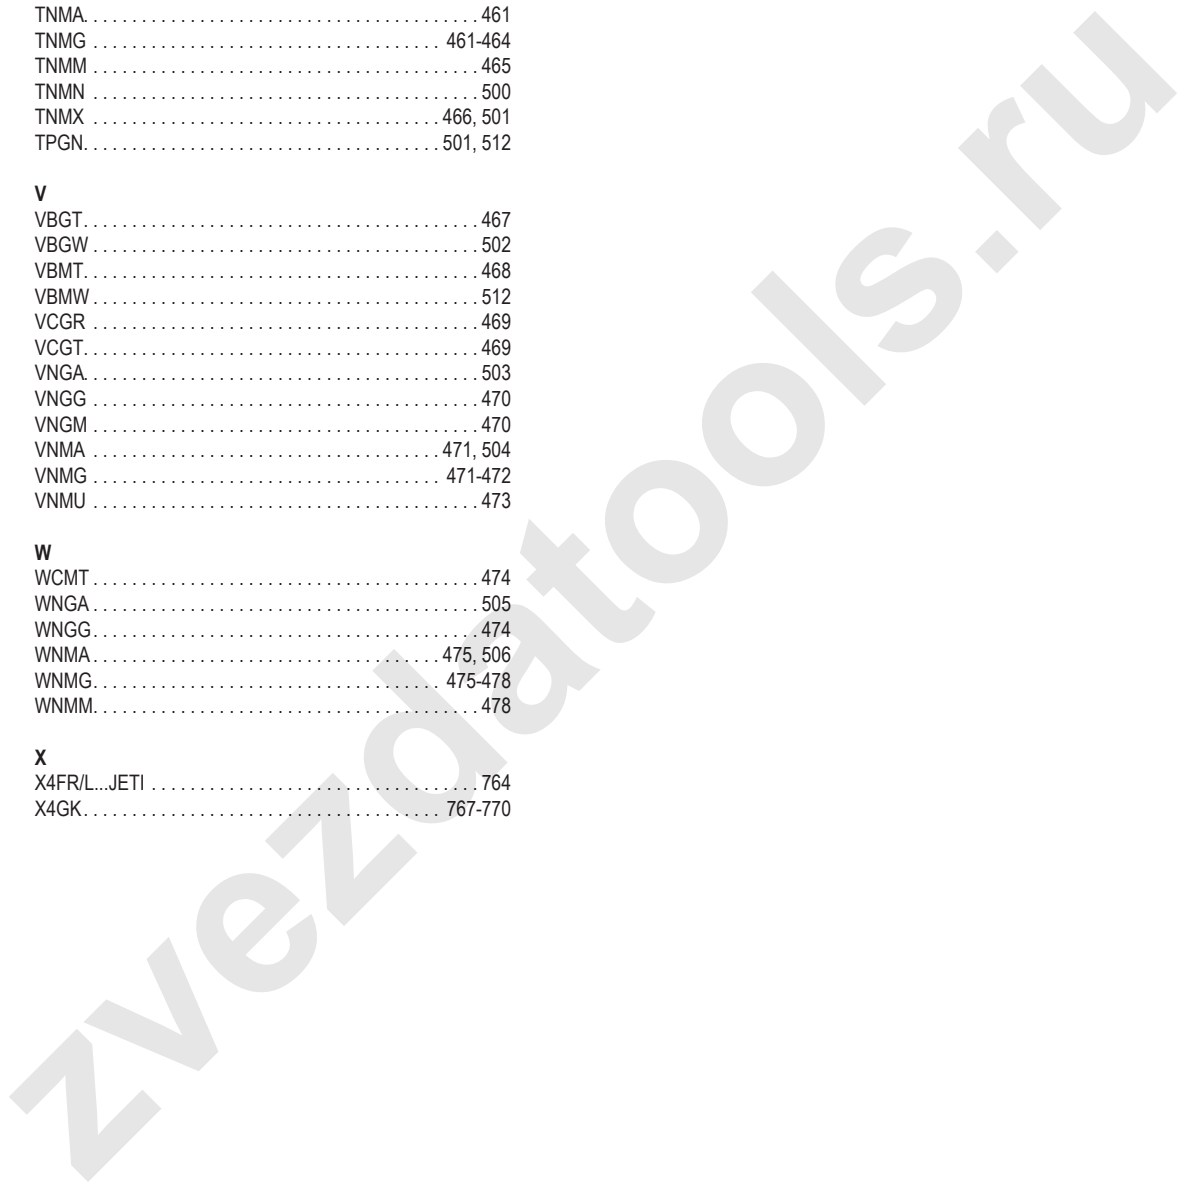 TNMA. . . . . . . . . . . . . . . . . . . . . . . . . . . . . . . . . . . . . . . . 461
TNMG . . . . . . . . . . . . . . . . . . . . . . . . . . . . . . . . . . . 461-464
TNMM . . . . . . . . . . . . . . . . . . . . . . . . . . . . . . . . . . . . . . . 465
TNMN . . . . . . . . . . . . . . . . . . . . . . . . . . . . . . . . . . . . . . . 500
TNMX . . . . . . . . . . . . . . . . . . . . . . . . . . . . . . . . . . . 466, 501
TPGN. . . . . . . . . . . . . . . . . . . . . . . . . . . . . . . . . . . . 501, 512
V
VBGT. . . . . . . . . . . . . . . . . . . . . . . . . . . . . . . . . . . . . . . . 467
VBGW . . . . . . . . . . . . . . . . . . . . . . . . . . . . . . . . . . . . . . . 502
VBMT. . . . . . . . . . . . . . . . . . . . . . . . . . . . . . . . . . . . . . . . 468
VBMW . . . . . . . . . . . . . . . . . . . . . . . . . . . . . . . . . . . . . . . 512
VCGR . . . . . . . . . . . . . . . . . . . . . . . . . . . . . . . . . . . . . . . 469
VCGT. . . . . . . . . . . . . . . . . . . . . . . . . . . . . . . . . . . . . . . . 469
VNGA. . . . . . . . . . . . . . . . . . . . . . . . . . . . . . . . . . . . . . . . 503
VNGG . . . . . . . . . . . . . . . . . . . . . . . . . . . . . . . . . . . . . . . 470
VNGM . . . . . . . . . . . . . . . . . . . . . . . . . . . . . . . . . . . . . . . 470
VNMA . . . . . . . . . . . . . . . . . . . . . . . . . . . . . . . . . . . 471, 504
VNMG . . . . . . . . . . . . . . . . . . . . . . . . . . . . . . . . . . . 471-472
VNMU . . . . . . . . . . . . . . . . . . . . . . . . . . . . . . . . . . . . . . . 473
W
WCMT . . . . . . . . . . . . . . . . . . . . . . . . . . . . . . . . . . . . . . . 474
WNGA . . . . . . . . . . . . . . . . . . . . . . . . . . . . . . . . . . . . . . . 505
WNGG. . . . . . . . . . . . . . . . . . . . . . . . . . . . . . . . . . . . . . . 474
WNMA. . . . . . . . . . . . . . . . . . . . . . . . . . . . . . . . . . . 475, 506
WNMG. . . . . . . . . . . . . . . . . . . . . . . . . . . . . . . . . . . 475-478
WNMM. . . . . . . . . . . . . . . . . . . . . . . . . . . . . . . . . . . . . . . 478
X
X4FR/L...JETI . . . . . . . . . . . . . . . . . . . . . . . . . . . . . . . . . 764
X4GK. . . . . . . . . . . . . . . . . . . . . . . . . . . . . . . . . . . . 767-770
zvezdatools.ru